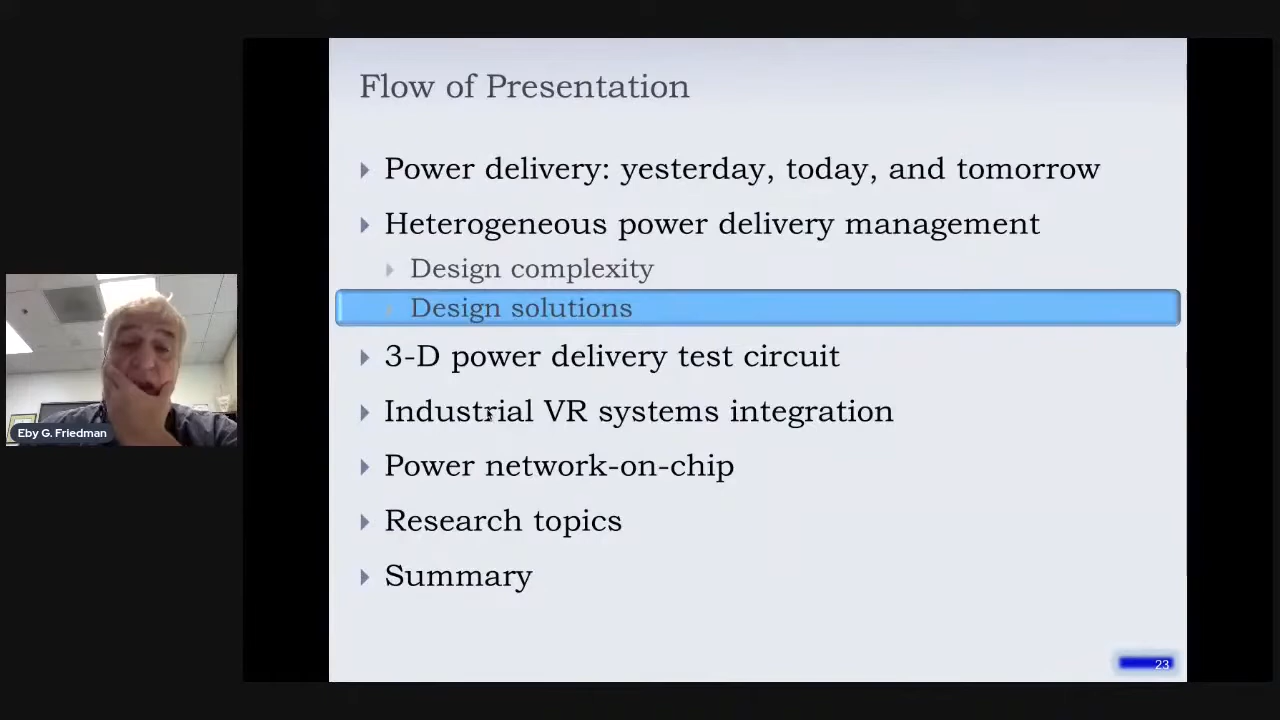 Flow of Presentation
Power delivery: yesterday, today, and tomorrow
Heterogeneous power delivery management
Design complexity
Design solutions
3-D power delivery test circuit
Industrial VR systems integration
Power network-on-chip
Research topics
Summary
Eby G. Friedman
23